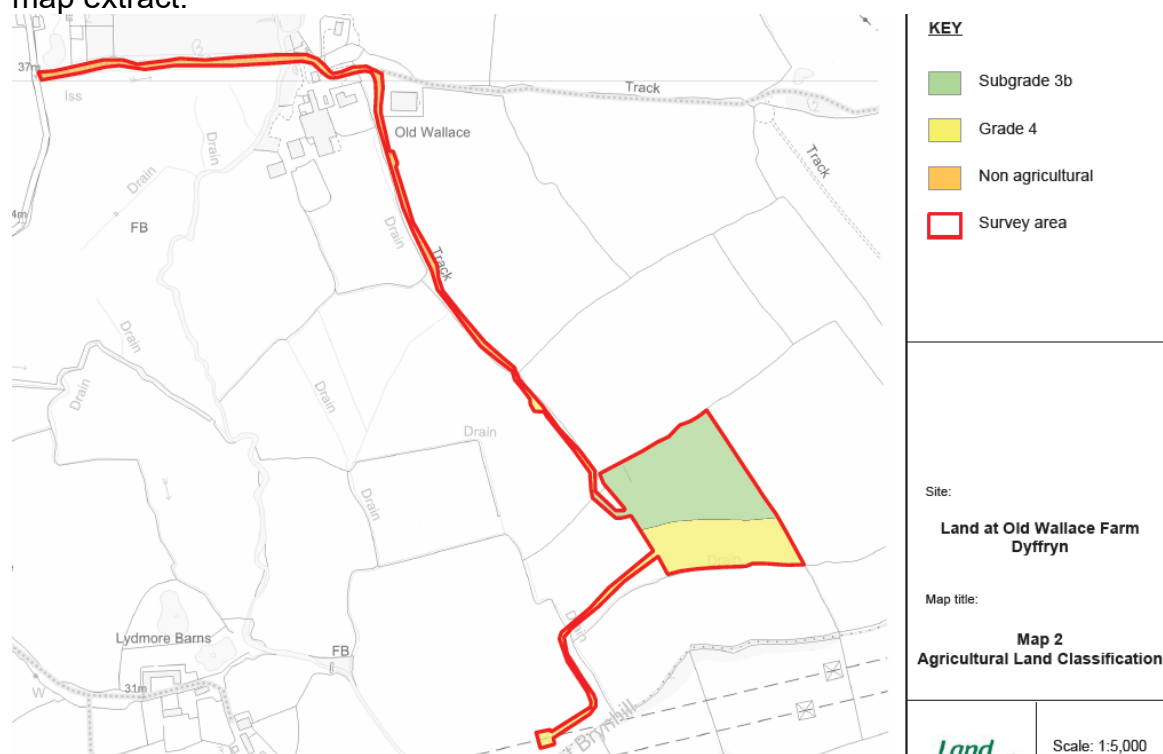 map extract.
37m
Iss
Track
Old Wallace
Drain
Drain
Track
4m
FB
Drain
Track
Drain
Drain
Drain
Drain
Drain
Drain
Drain
Lydmore Barns
FB
31m
W
Brynhill
KEY
Subgrade 3b
Grade 4
Non agricultural
Survey area
Site:
Land at Old Wallace Farm
Dyffryn
Map title:
Map 2
Agricultural Land Classification
Land
Scale: 1:5,000